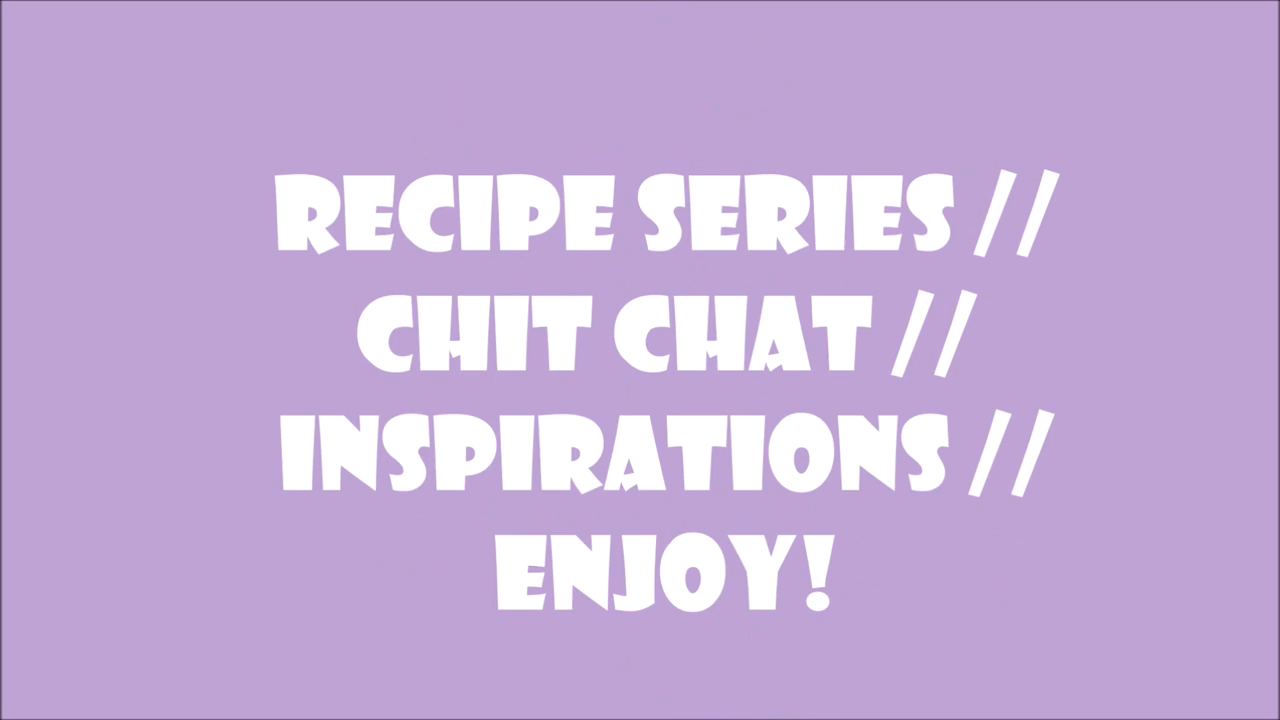 RECIPE SERIES //
CHIT CHAT //
INSPIRATIONS //
ENJOY!